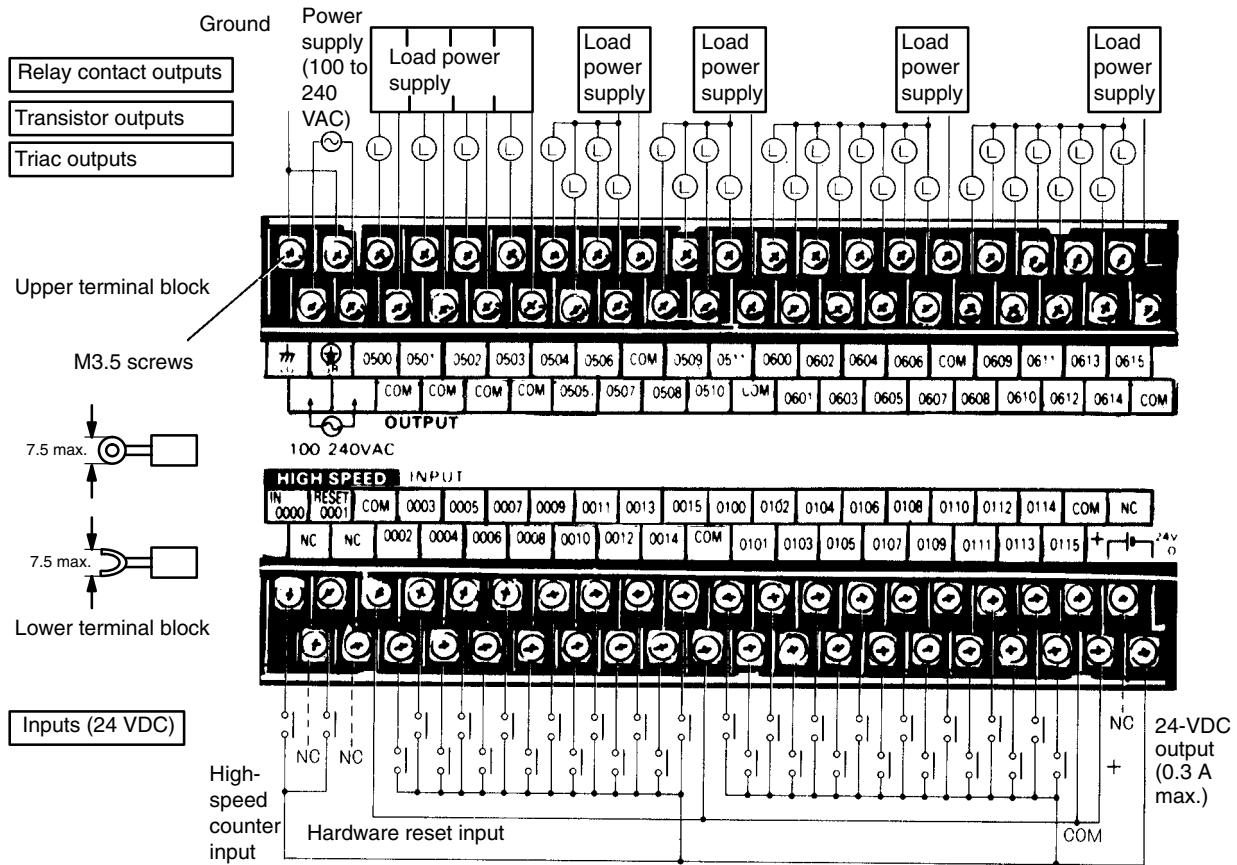 Ground
Power
supply
(100 to
240
VAC)
Load power
supply
Load
power
supply
Load
power
supply
Load
power
supply
Load
power
supply
Relay contact outputs
Transistor outputs
Triac outputs
L L L L L L L L L L L L L L L L
L L L L L L L L L L L
Upper terminal block
M3.5 screws
0500 0501 0502 0503 0504 0506 COM 0509 0511 0600 0602 0604 0606 COM 0609 0611 0613 0615
COM COM COM COM 0505 0507 0508 0510 COM 0601 0603 0605 0607 0608 0610 0612 0614 COM
OUTPUT
100 240VAC
7.5 max.
HIGH SPEED INPUT
IN 0000 RESET 0001 COM 0003 0005 0007 0009 0011 0013 0015 0100 0102 0104 0106 0108 0110 0112 0114 COM NC
NC NC 0002 0004 0006 0008 0010 0012 0014 COM 0101 0103 0105 0107 0109 0111 0113 0115 + 24V
7.5 max.
Lower terminal block
Inputs (24 VDC)
NC NC
NC
+
24-VDC
output
(0.3 A
max.)
High-
speed
counter
input
Hardware reset input
COM